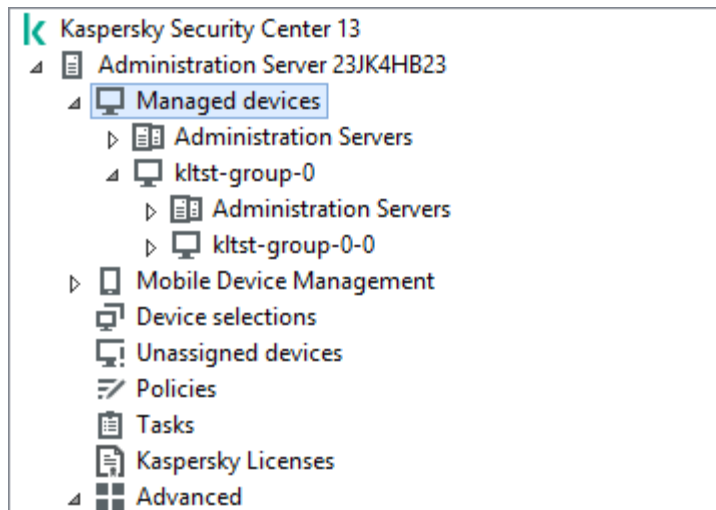 Kaspersky Security Center 13
Administration Server 23JK4HB23
Managed devices
Administration Servers
kltst-group-0
Administration Servers
kltst-group-0-0
Mobile Device Management
Device selections
Unassigned devices
Policies
Tasks
Kaspersky Licenses
Advanced